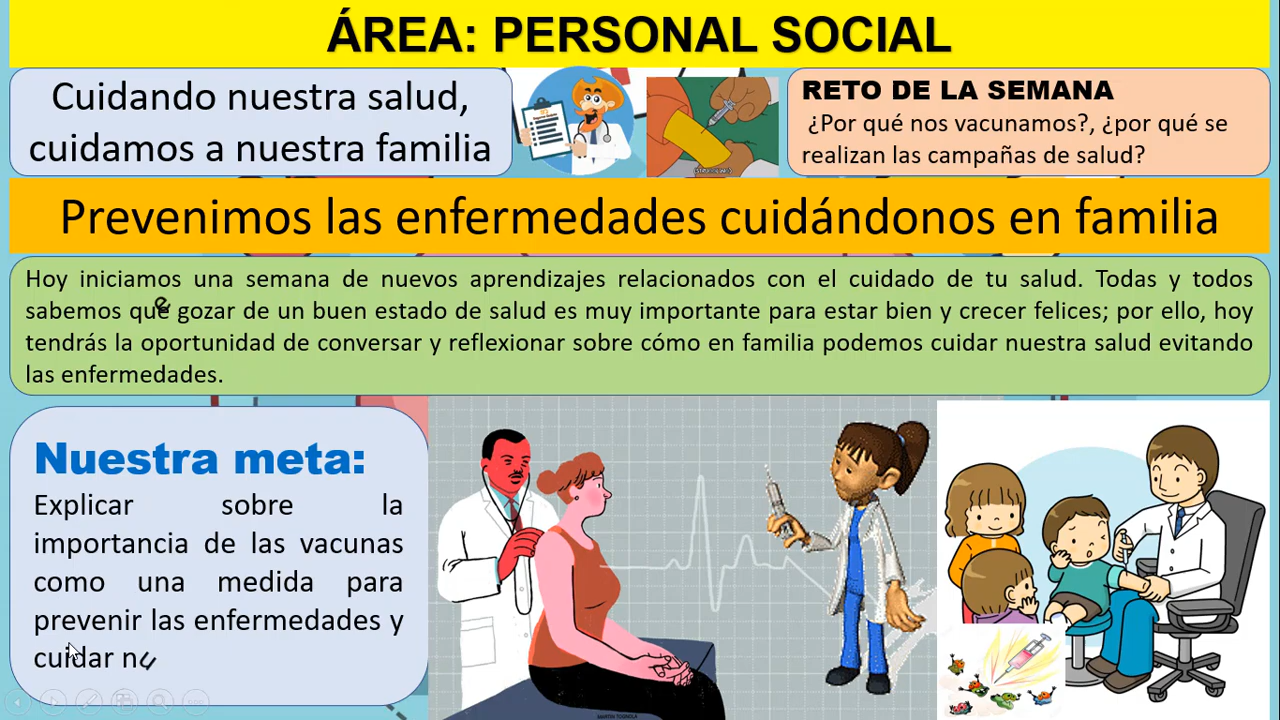 ÁREA: PERSONAL SOCIAL
Cuidando nuestra salud,
cuidamos a nuestra familia
RETO DE LA SEMANA
¿Por qué nos vacunamos?, ¿por qué se
realizan las campañas de salud?
Prevenimos las enfermedades cuidándonos en familia
Hoy iniciamos una semana de nuevos aprendizajes relacionados con el cuidado de tu salud. Todas y todos
sabemos que gozar de un buen estado de salud es muy importante para estar bien y crecer felices; por ello, hoy
tendrás la oportunidad de conversar y reflexionar sobre cómo en familia podemos cuidar nuestra salud evitando
las enfermedades.
Nuestra meta:
Explicar sobre la
importancia de las vacunas
como una medida para
prevenir las enfermedades y
cuidar nu
MARTÍN TOGNOLA